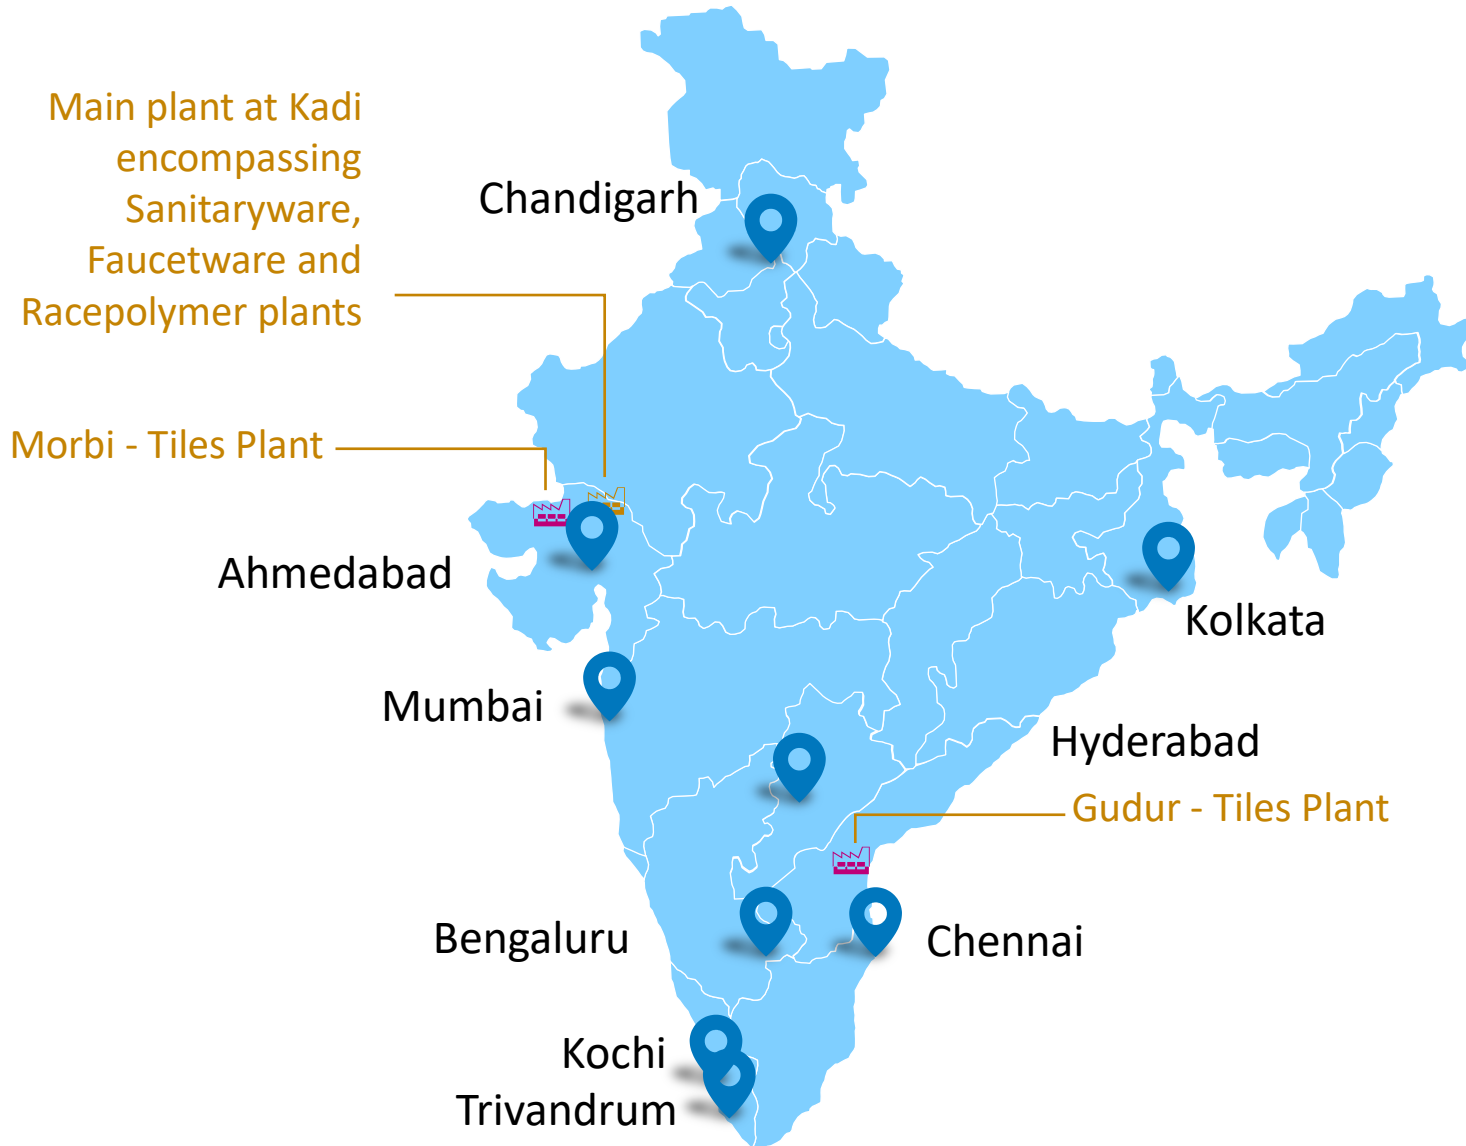 Main plant at Kadi
encompassing
Sanitaryware,
Faucetware and
Racepolymer plants
Chandigarh
Morbi - Tiles Plant
Ahmedabad
Kolkata
Mumbai
Hyderabad
Gudur - Tiles Plant
Bengaluru
Chennai
Kochi
Trivandrum